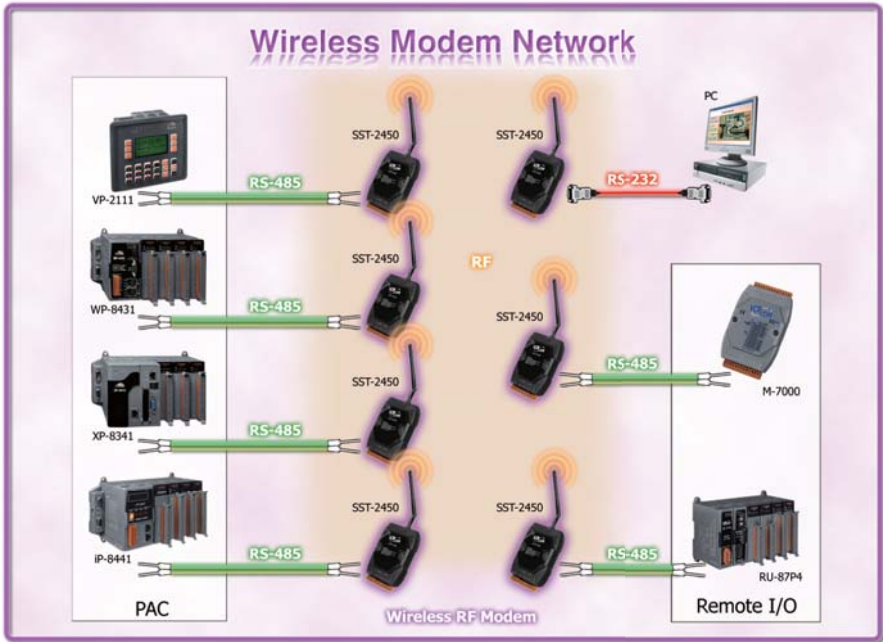 Wireless Modem Network
PC
SST-2450
SST-2450
RS-485
RS-232
VP-2111
SST-2450
RF
WP-8431
RS-485
SST-2450
SST-2450
RS-485
M-7000
XP-8341
RS-485
SST-2450
SST-2450
iP-8441
RS-485
RS-485
RU-87P4
PAC
Wireless RF Modem
Remote I/O